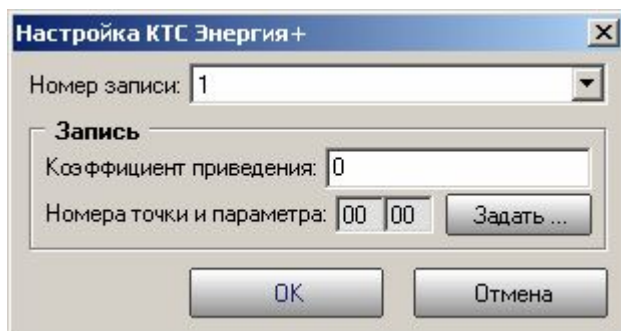 Настройка КТС Энергия+
Номер записи: 1
Запись
Коэффициент приведения: 0
Номера точки и параметра: 00 00 Задать ...
OK Отмена